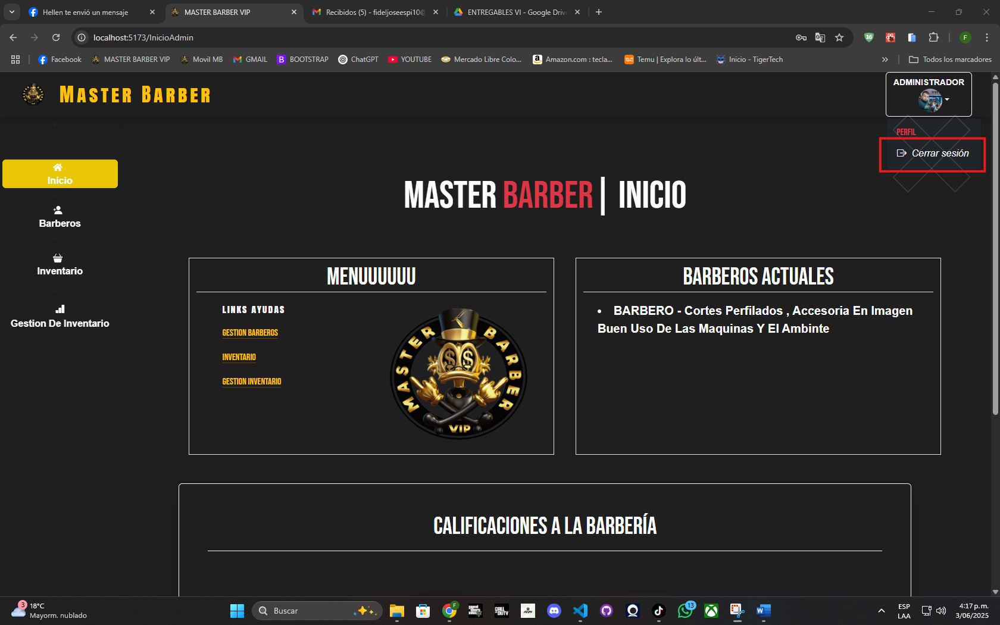 Hellen te envió un mensaje
MASTER BARBER VIP
Recibidos (5) - fideljoseespi10@
ENTREGABLES VI - Google Drive
localhost:5173/InicioAdmin
16
F
Facebook
MASTER BARBER VIP
Movil MB
GMAIL
BOOTSTRAP
ChatGPT
YOUTUBE
Mercado Libre Colo...
Amazon.com : tecla...
Temu | Explora lo últ...
Inicio - TigerTech
Todos los marcadores
MASTER BARBER
ADMINISTRADOR
PERFIL
Cerrar sesión
Inicio
Barberos
Inventario
Gestion De Inventario
MASTER BARBER | INICIO
MENUUUUUU
LINKS AYUDAS
GESTION BARBEROS
INVENTARIO
GESTION INVENTARIO
MASTER BARBER
VIP
BARBEROS ACTUALES
• BARBERO - Cortes Perfilados , Accesoria En Imagen
Buen Uso De Las Maquinas Y El Ambinte
CALIFICACIONES A LA BARBERÍA
3
18°C
Mayorm. nublado
Buscar
F
13
ESP
LAA
4:17 p. m.
3/06/2025